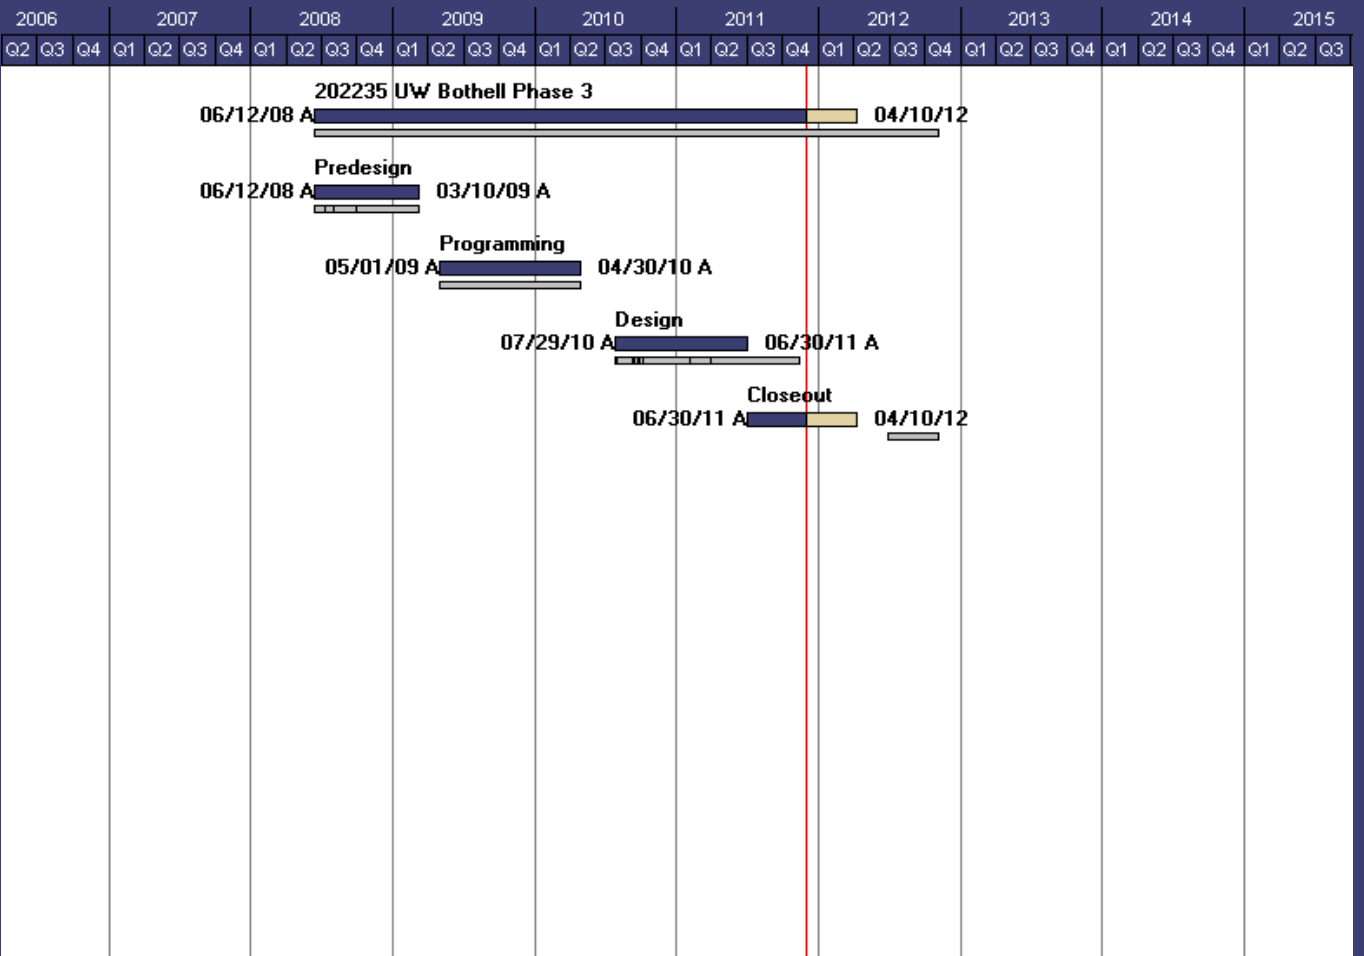 2006 2007 2008 2009 2010 2011 2012 2013 2014 2015
Q2 Q3 Q4 Q1 Q2 Q3 Q4 Q1 Q2 Q3 Q4 Q1 Q2 Q3 Q4 Q1 Q2 Q3 Q4 Q1 Q2 Q3 Q4 Q1 Q2 Q3 Q4 Q1 Q2 Q3 Q4 Q1 Q2 Q3 Q4 Q1 Q2 Q3
202235 UW Bothell Phase 3
06/12/08 A 04/10/12
Predesign
06/12/08 A 03/10/09 A
Programming
05/01/09 A 04/30/10 A
Design
07/29/10 A 06/30/11 A
Closeout
06/30/11 A 04/10/12